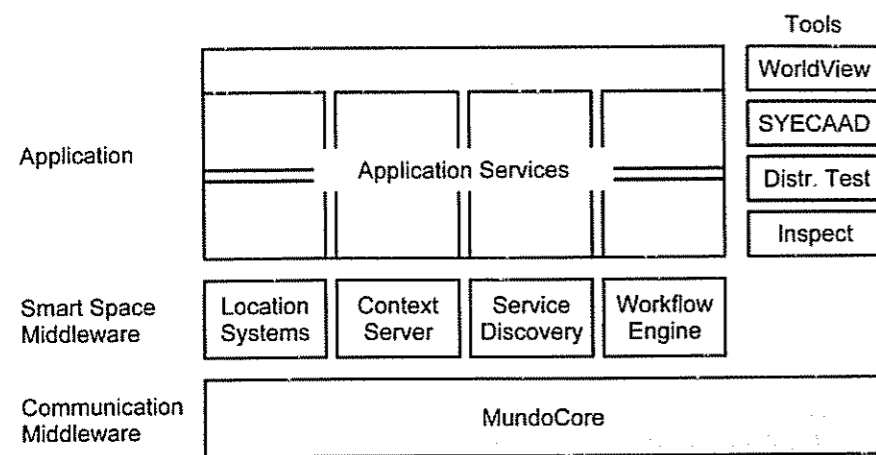 Tools
WorldView
SYECAAD
Distr. Test
Inspect
Application
Application Services
Smart Space
Middleware
Location
Systems
Context
Server
Service
Discovery
Workflow
Engine
Communication
Middleware
MundoCore